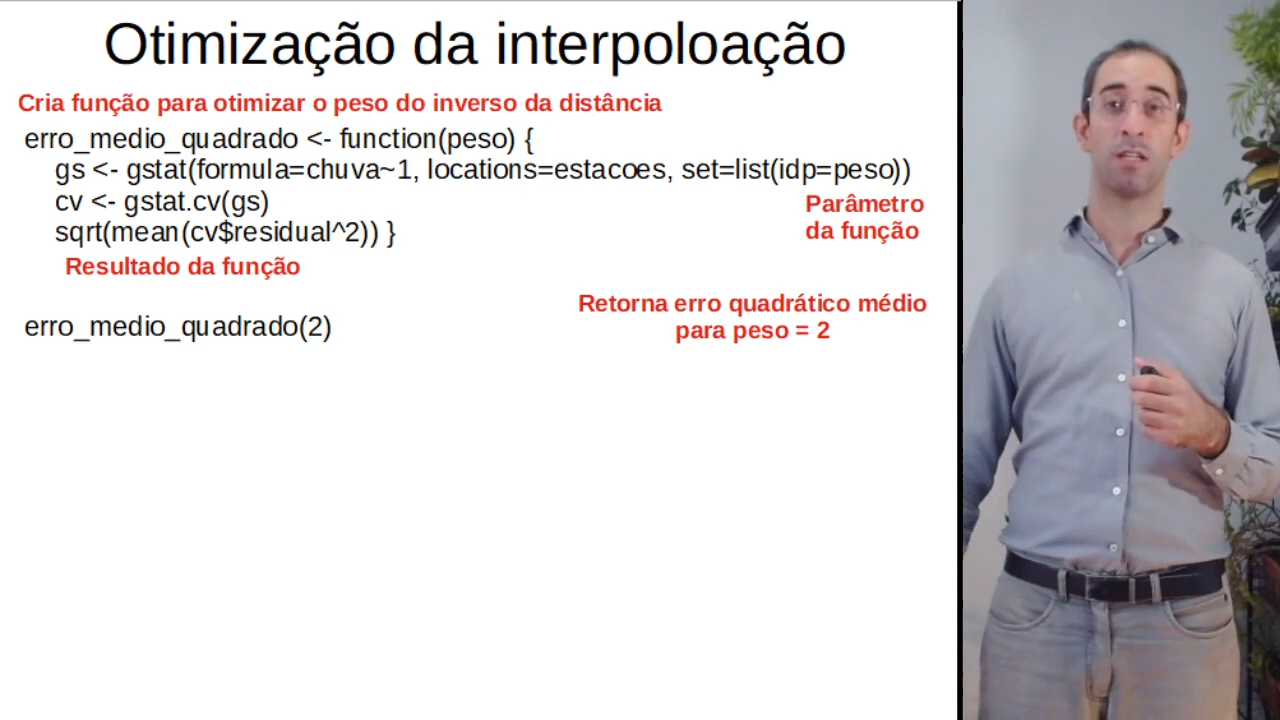 Otimização da interpoloação
Cria função para otimizar o peso do inverso da distância
erro_medio_quadrado <- function(peso) {
gs <- gstat(formula=chuva~1, locations=estacoes, set=list(idp=peso))
cv <- gstat.cv(gs)
Parâmetro
da função
sqrt(mean(cv$residual^2)) }
Resultado da função
Retorna erro quadrático médio
para peso = 2
erro_medio_quadrado(2)